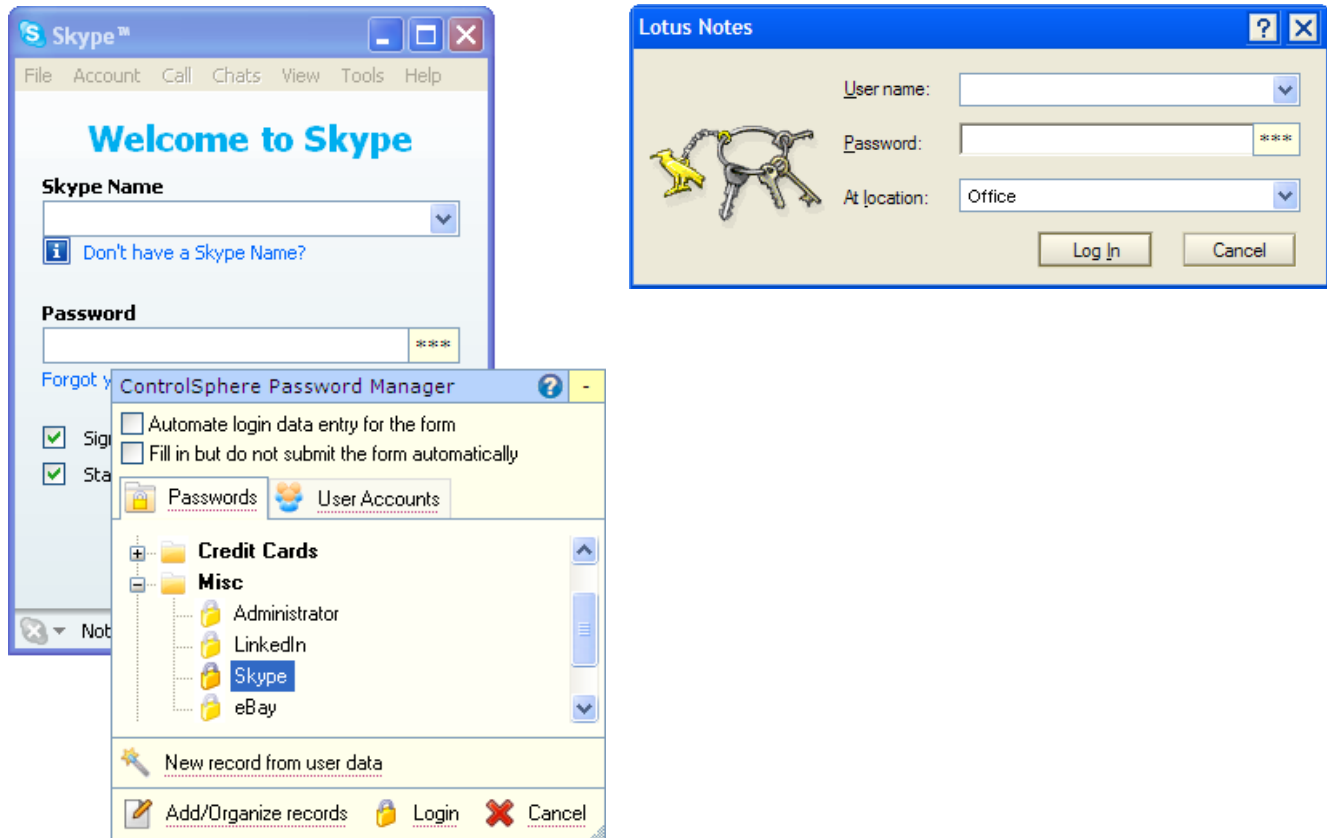 Skype™
File Account Call Chats View Tools Help
Welcome to Skype
Skype Name
Don't have a Skype Name?
Password
***
Forgot y
Sig
Sta
Not
ControlSphere Password Manager
Automate login data entry for the form
Fill in but do not submit the form automatically
Passwords User Accounts
Credit Cards
Misc
Administrator
LinkedIn
Skype
eBay
New record from user data
Add/Organize records Login Cancel
Lotus Notes
User name:
Password: ***
At location: Office
Log In Cancel